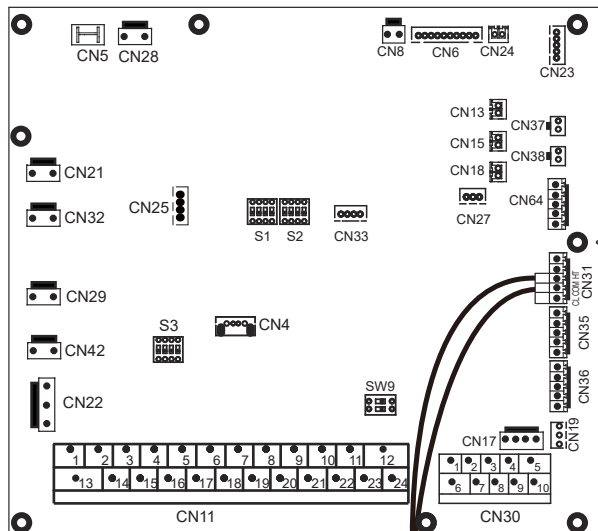 CN5 CN28 CN8 CN6 CN24 CN23
CN13 CN37
CN15
CN18 CN38
CN21
CN32 CN25 CN27 CN64
S1 S2 CN33
CL COM HT CN31
CN29
S3 CN4 CN35
CN42
CN22 SW9 CN36
CN17 CN19
1 2 3 4 5 6 7 8 9 10 11 12
13 14 15 16 17 18 19 20 21 22 23 24
1 2 3 4 5
6 7 8 9 10
CN11 CN30